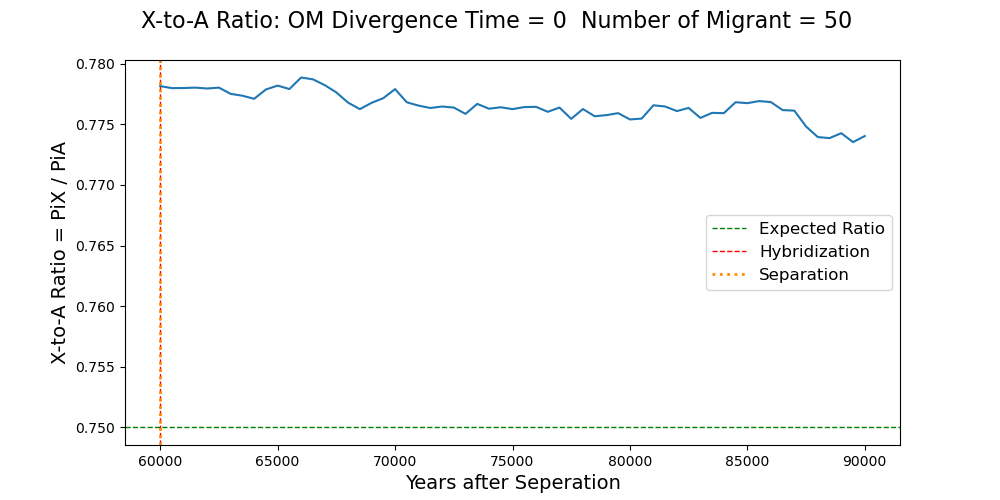 X-to-A Ratio: OM Divergence Time = 0  Number of Migrant = 50
X-to-A Ratio = PiX / PiA
0.780
0.775
0.770
0.765
0.760
0.755
0.750
Expected Ratio
Hybridization
Separation
60000
65000
70000
75000
80000
85000
90000
Years after Seperation